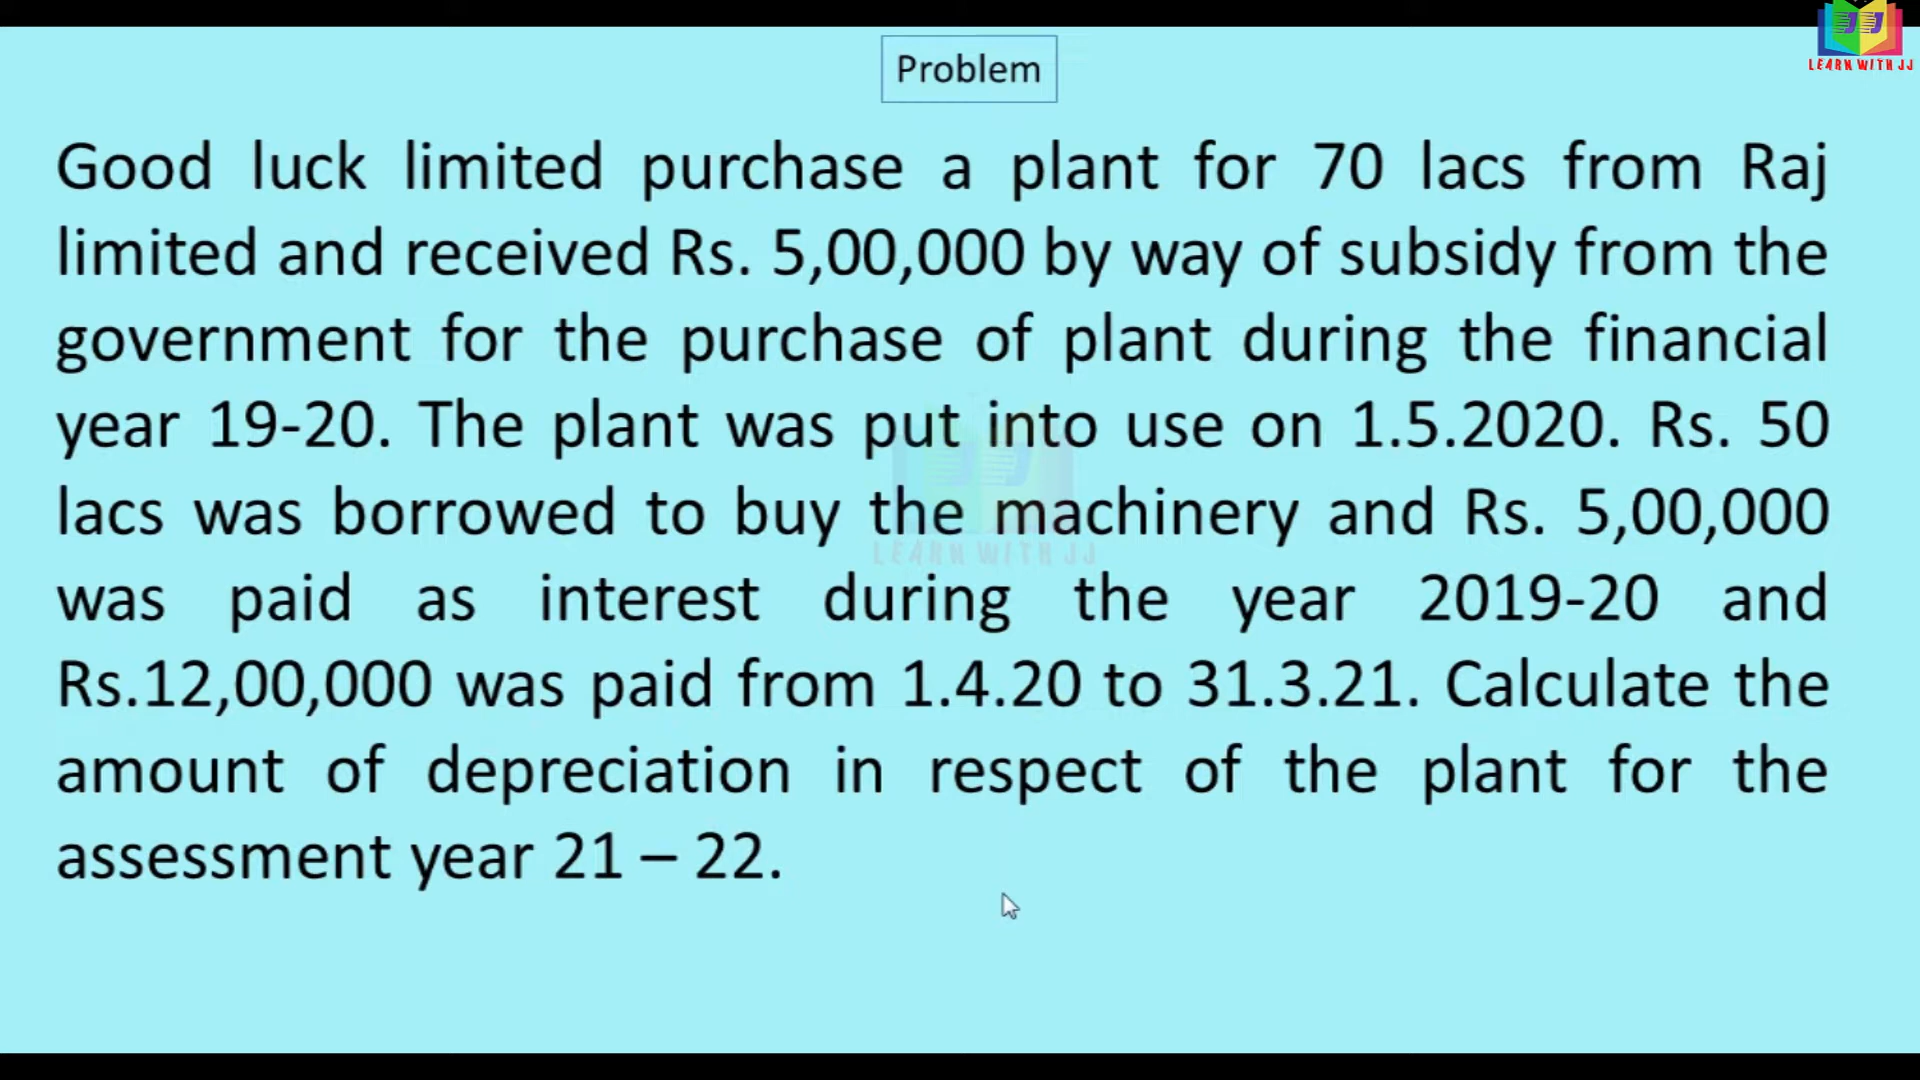 LEARN WITH JJ
Problem
Good luck limited purchase a plant for 70 lacs from Raj
limited and received Rs. 5,00,000 by way of subsidy from the
government for the purchase of plant during the financial
year 19-20. The plant was put into use on 1.5.2020. Rs. 50
lacs was borrowed to buy the machinery and Rs. 5,00,000
LEARN WITH JJ
was paid as interest during the year 2019-20 and
Rs.12,00,000 was paid from 1.4.20 to 31.3.21. Calculate the
amount of depreciation in respect of the plant for the
assessment year 21 – 22.